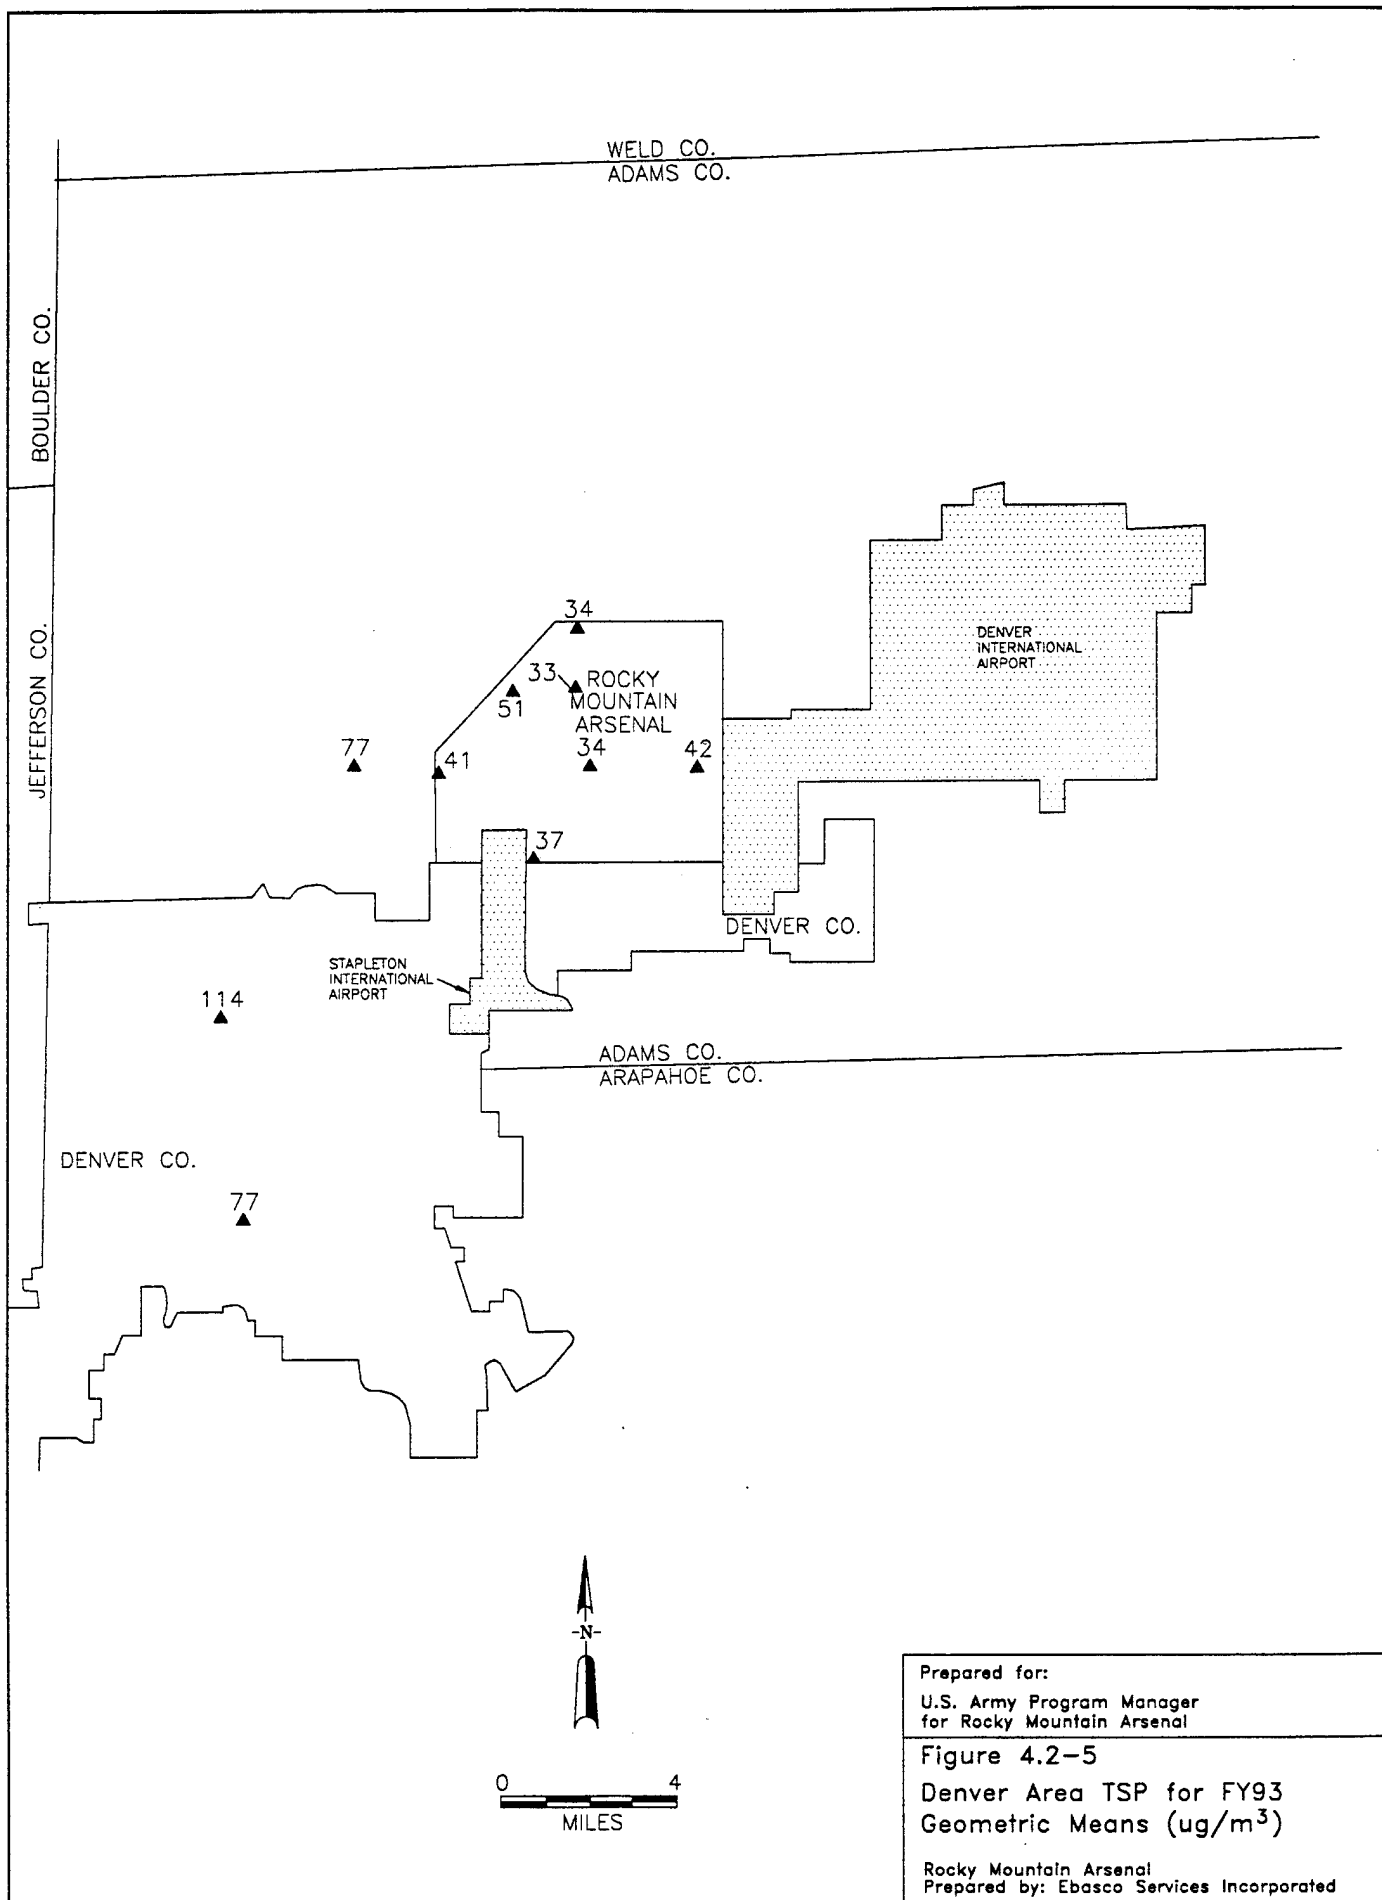 WELD CO.
ADAMS CO.
BOULDER CO.
JEFFERSON CO.
DENVER
INTERNATIONAL
AIRPORT
34
33
ROCKY
MOUNTAIN
ARSENAL
51
77
41
34
42
37
DENVER CO.
STAPLETON
INTERNATIONAL
AIRPORT
114
ADAMS CO.
ARAPAHOE CO.
DENVER CO.
77
-N-
0 4
MILES
Prepared for:
U.S. Army Program Manager
for Rocky Mountain Arsenal
Figure 4.2-5
Denver Area TSP for FY93
Geometric Means (ug/m³)
Rocky Mountain Arsenal
Prepared by: Ebasco Services Incorporated